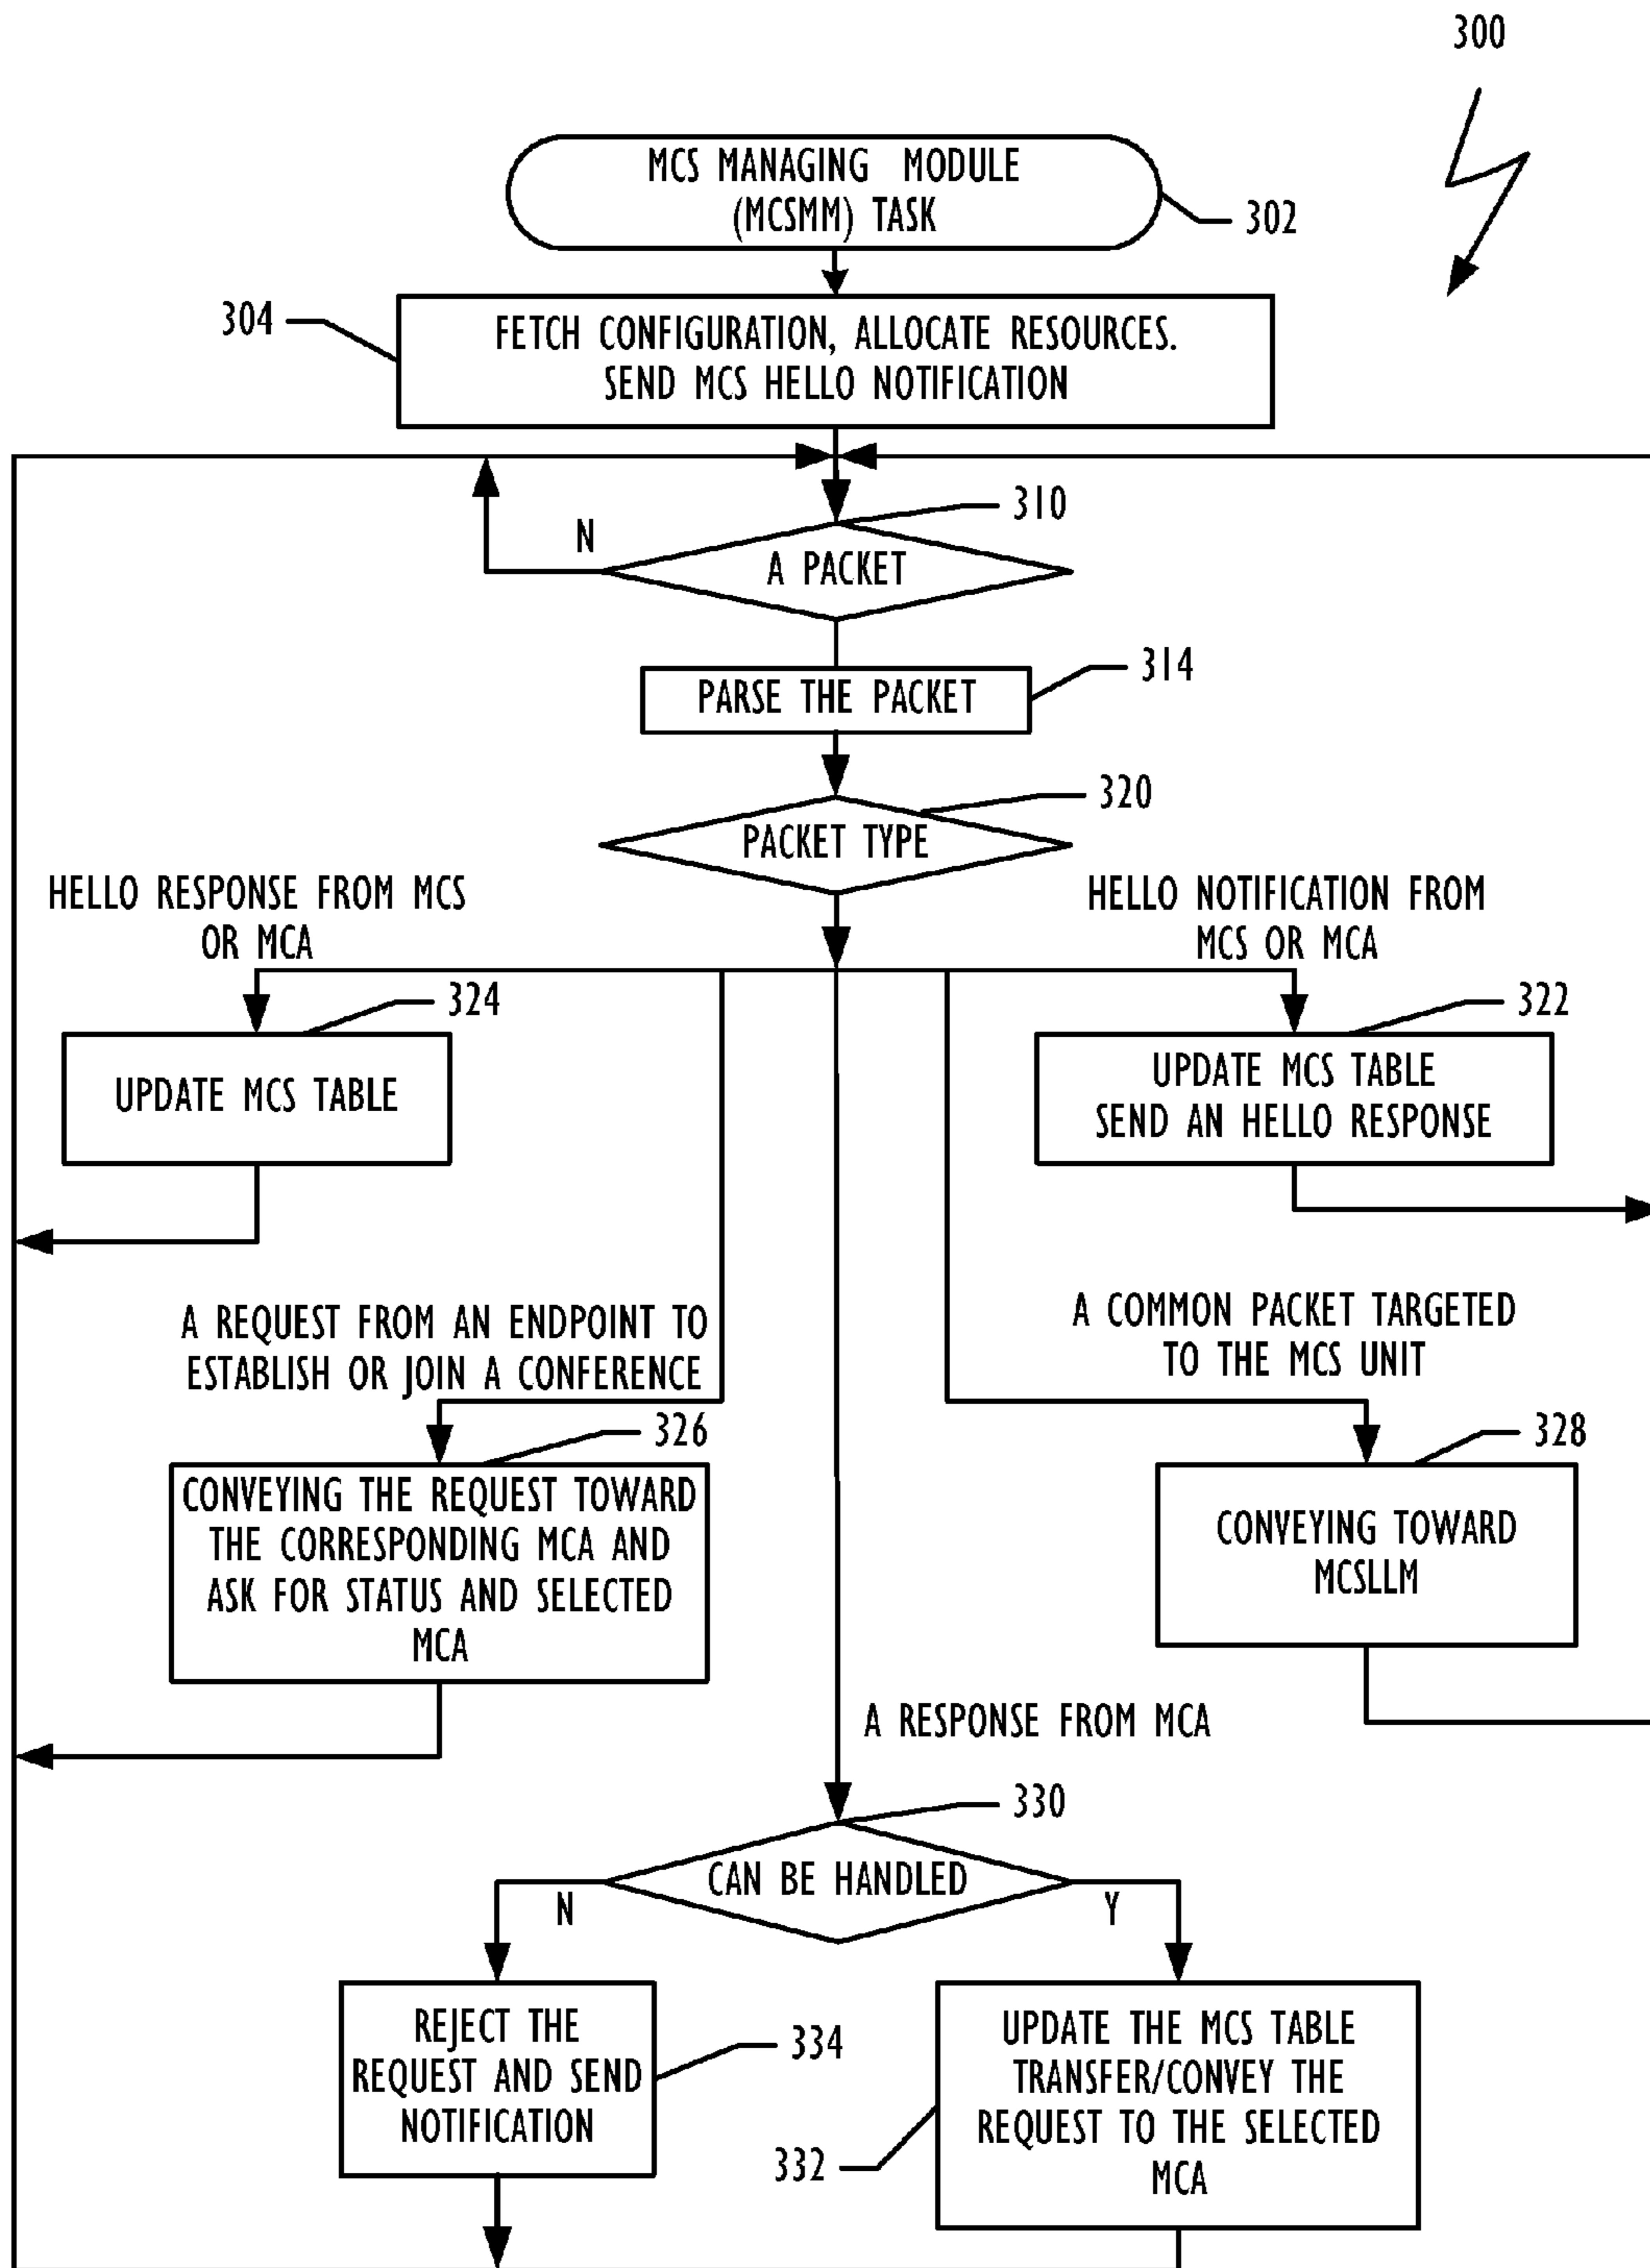 300
MCS MANAGING MODULE
(MCSMM) TASK
302
304
FETCH CONFIGURATION, ALLOCATE RESOURCES.
SEND MCS HELLO NOTIFICATION
310
N
A PACKET
314
PARSE THE PACKET
320
PACKET TYPE
HELLO RESPONSE FROM MCS
OR MCA
HELLO NOTIFICATION FROM
MCS OR MCA
324
322
UPDATE MCS TABLE
UPDATE MCS TABLE
SEND AN HELLO RESPONSE
A REQUEST FROM AN ENDPOINT TO
ESTABLISH OR JOIN A CONFERENCE
A COMMON PACKET TARGETED
TO THE MCS UNIT
326
328
CONVEYING THE REQUEST TOWARD
THE CORRESPONDING MCA AND
ASK FOR STATUS AND SELECTED
MCA
CONVEYING TOWARD
MCSLLM
A RESPONSE FROM MCA
330
CAN BE HANDLED
N
Y
REJECT THE
REQUEST AND SEND
NOTIFICATION
334
UPDATE THE MCS TABLE
TRANSFER/CONVEY THE
REQUEST TO THE SELECTED
MCA
332